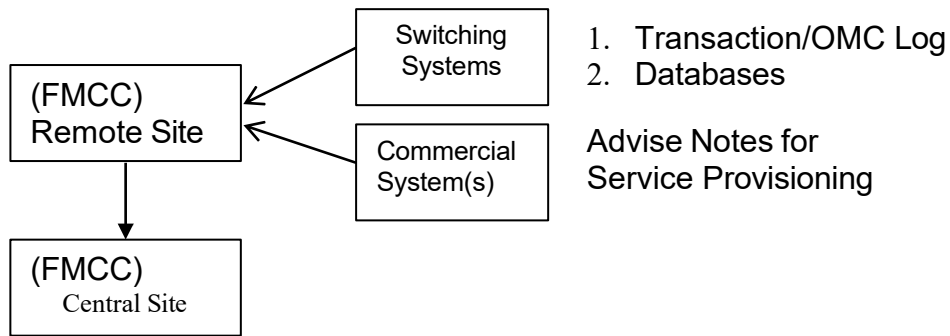 Switching
Systems
1. Transaction/OMC Log
2. Databases
(FMCC)
Remote Site
Commercial
System(s)
Advise Notes for
Service Provisioning
(FMCC)
Central Site